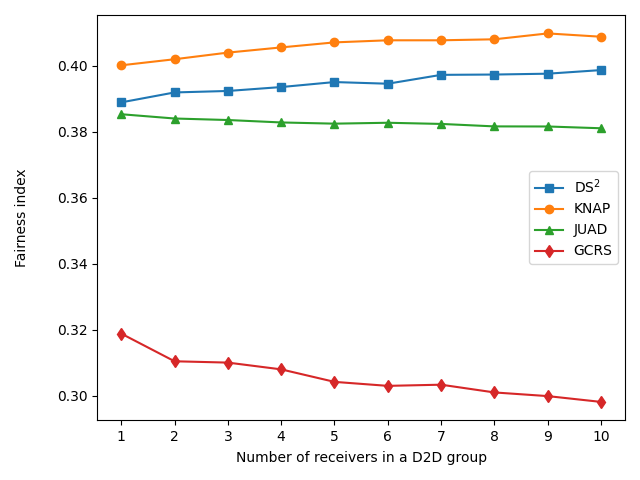 0.40
0.38
0.36
0.34
0.32
0.30
Fairness index
DS²
KNAP
JUAD
GCRS
1 2 3 4 5 6 7 8 9 10
Number of receivers in a D2D group